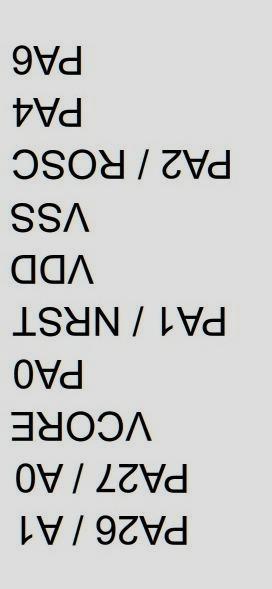 PA26 / A1
PA27 / A0
VCORE
PA0
PA1 / NRST
VDD
VSS
PA2 / ROSC
PA4
PA6